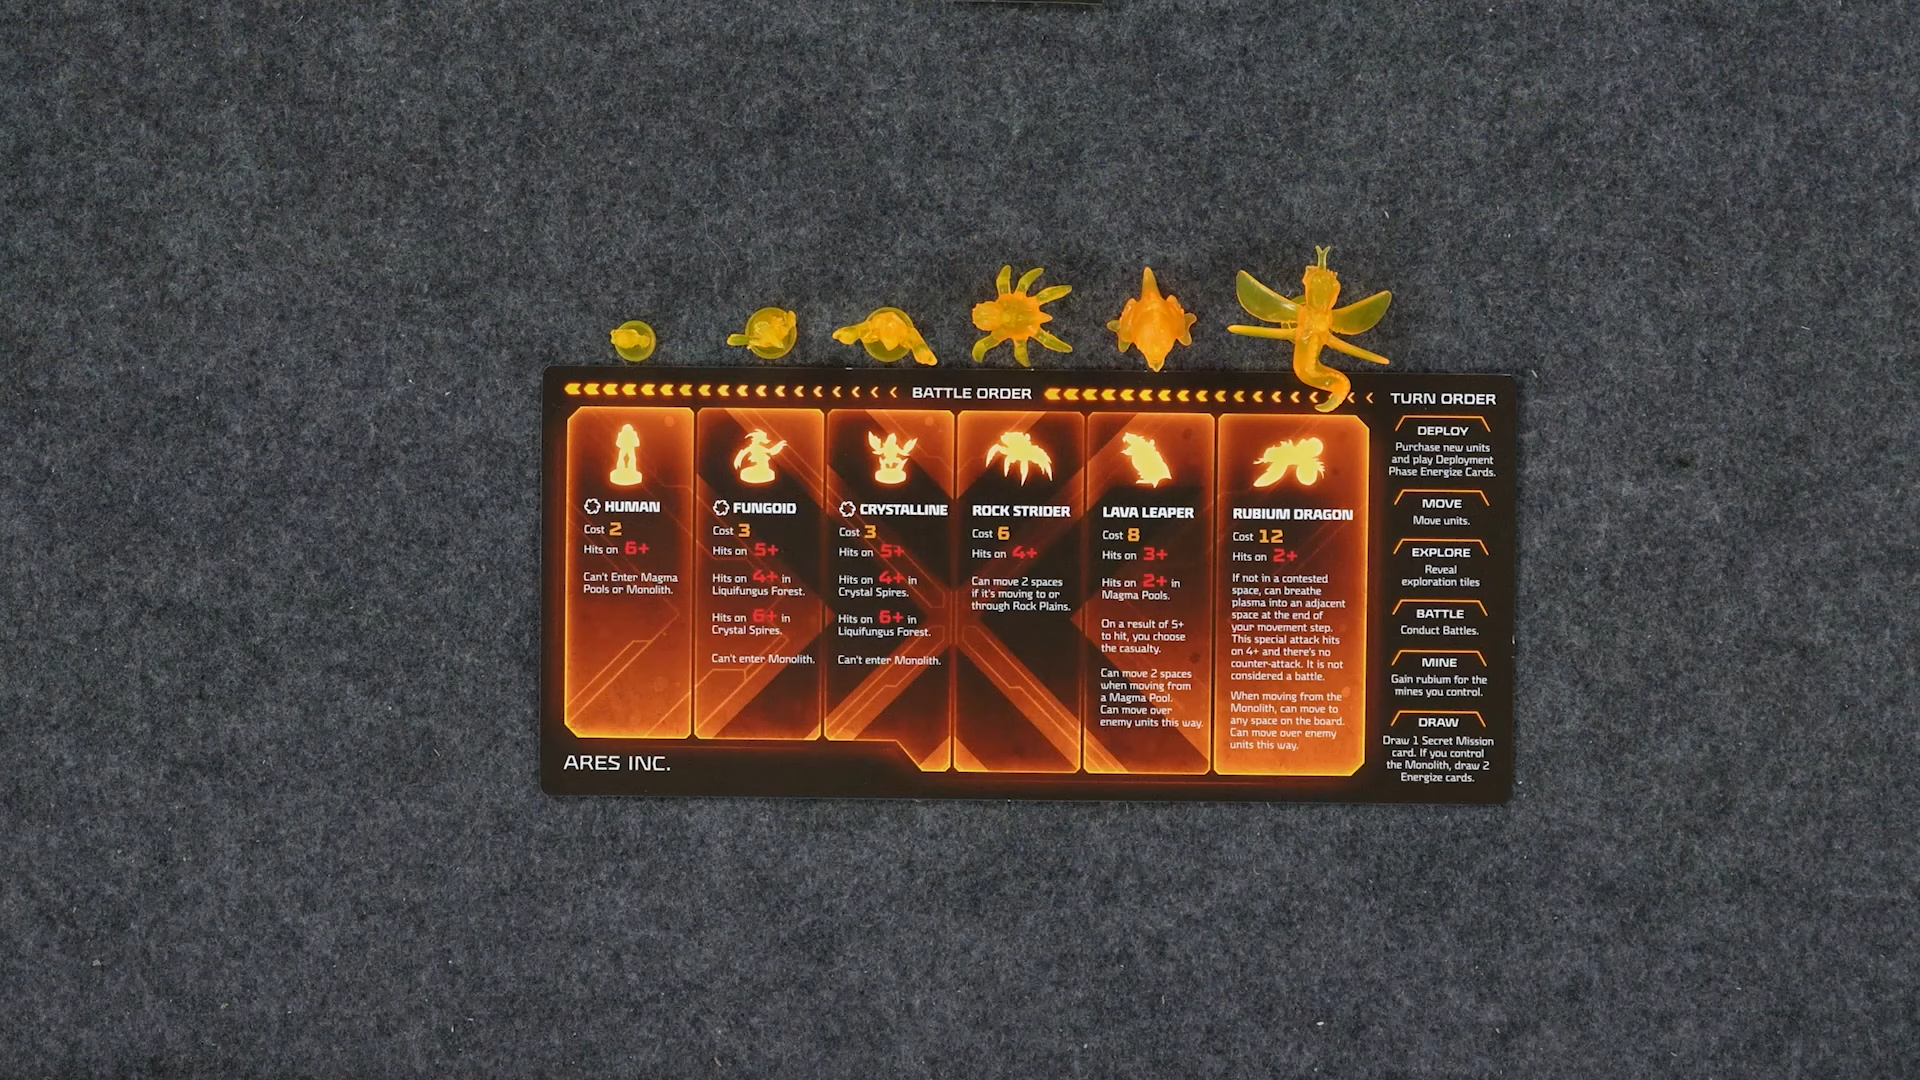 BATTLE ORDER
HUMAN
Cost 2
Hits on 6+
Can't Enter Magma
Pools or Monolith.
FUNGOID
Cost 3
Hits on 5+
Hits on 4+ in
Liquifungus Forest.
Hits on 6+ in
Crystal Spires.
Can't enter Monolith.
CRYSTALLINE
Cost 3
Hits on 5+
Hits on 4+ in
Crystal Spires.
Hits on 6+ in
Liquifungus Forest.
Can't enter Monolith.
ROCK STRIDER
Cost 6
Hits on 4+
Can move 2 spaces
if it's moving to or
through Rock Plains.
LAVA LEAPER
Cost 8
Hits on 3+
Hits on 2+ in
Magma Pools.
On a result of 5+
to hit, you choose
the casualty.
Can move 2 spaces
when moving from
a Magma Pool.
Can move over
enemy units this way.
RUBIUM DRAGON
Cost 12
Hits on 2+
If not in a contested
space, can breathe
plasma into an adjacent
space at the end of
your movement step.
This special attack hits
on 4+ and there's no
counter-attack. It is not
considered a battle.
When moving from the
Monolith, can move to
any space on the board.
Can move over enemy
units this way.
TURN ORDER
DEPLOY
Purchase new units
and play Deployment
Phase Energize Cards.
MOVE
Move units.
EXPLORE
Reveal
exploration tiles
BATTLE
Conduct Battles.
MINE
Gain rubium for the
mines you control.
DRAW
Draw 1 Secret Mission
card. If you control
the Monolith, draw 2
Energize cards.
ARES INC.